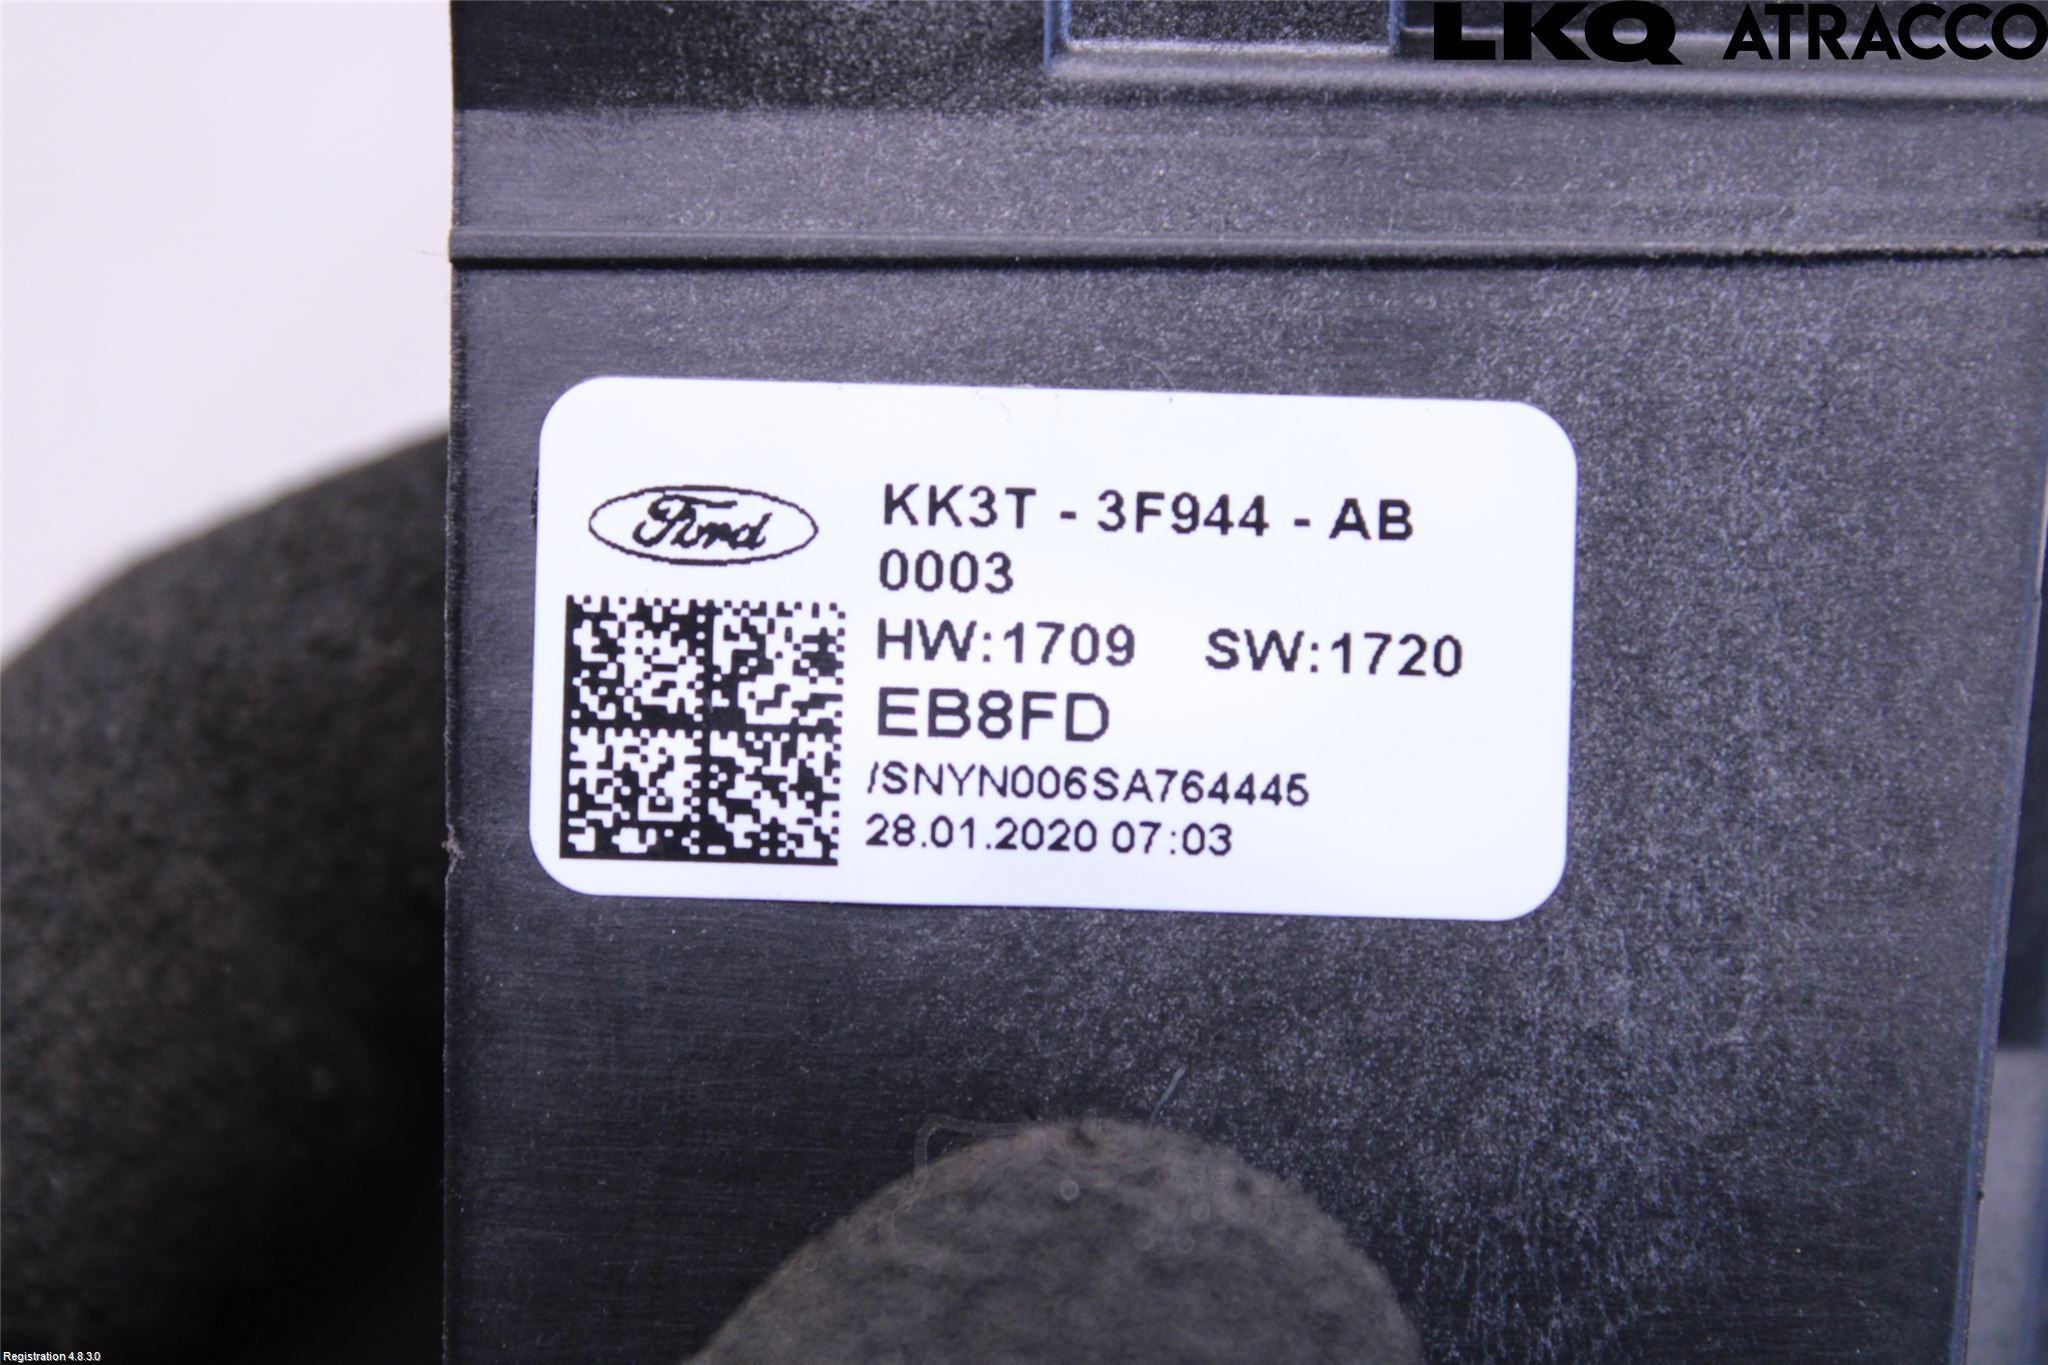 LKQ ATRACCO
Ford
KK3T - 3F944 - AB
0003
HW:1709 SW:1720
EB8FD
/SNYN006SA764445
28.01.2020 07:03
Registration 4.8.3.0